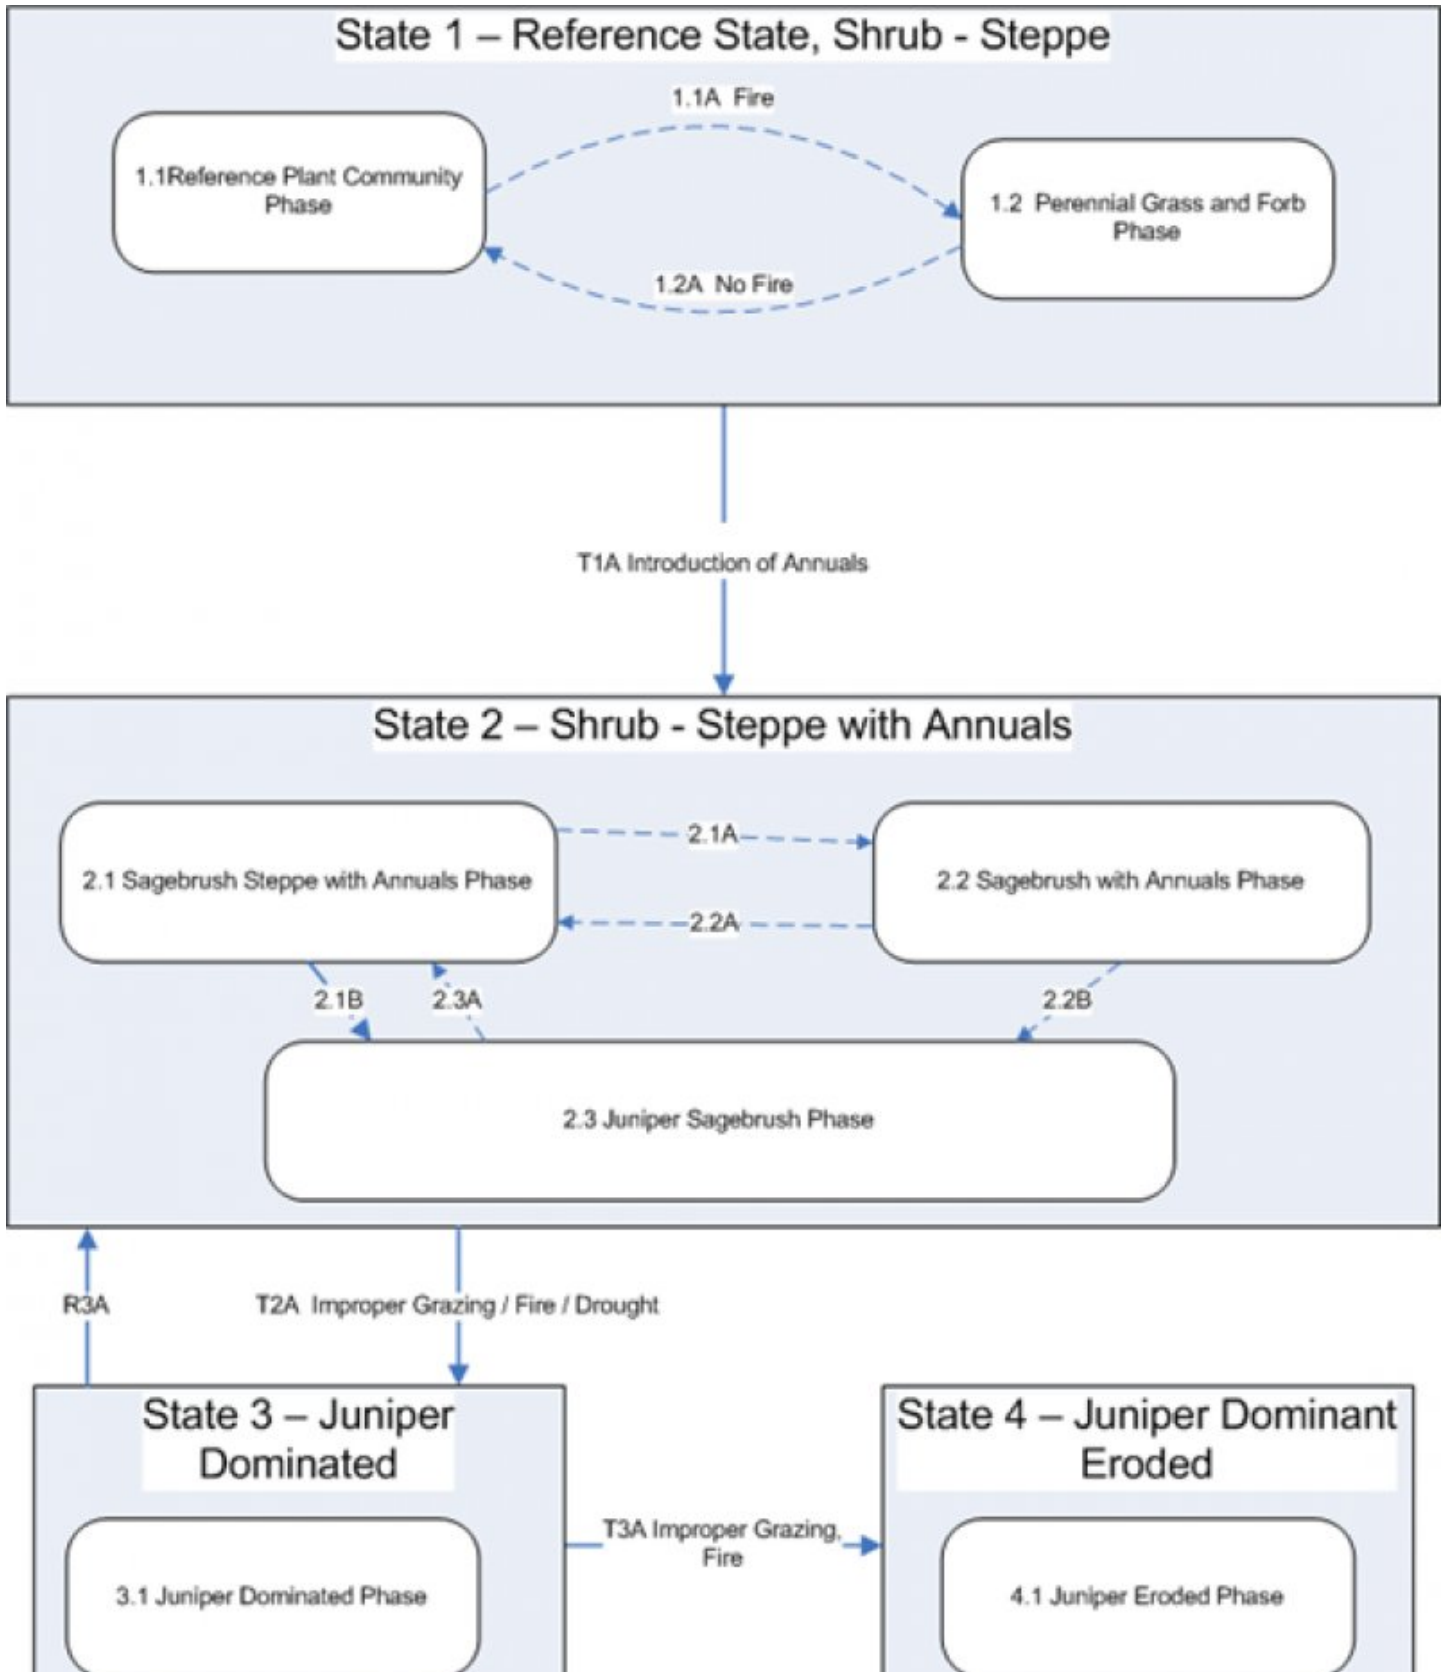 State 1 – Reference State, Shrub - Steppe
1.1A  Fire
1.1Reference Plant Community
Phase
1.2  Perennial Grass and Forb
Phase
1.2A  No Fire
T1A Introduction of Annuals
State 2 – Shrub - Steppe with Annuals
2.1A
2.1 Sagebrush Steppe with Annuals Phase
2.2 Sagebrush with Annuals Phase
2.2A
2.1B
2.3A
2.2B
2.3 Juniper Sagebrush Phase
R3A
T2A  Improper Grazing / Fire / Drought
State 3 – Juniper
Dominated
State 4 – Juniper Dominant
Eroded
T3A Improper Grazing,
Fire
3.1 Juniper Dominated Phase
4.1 Juniper Eroded Phase